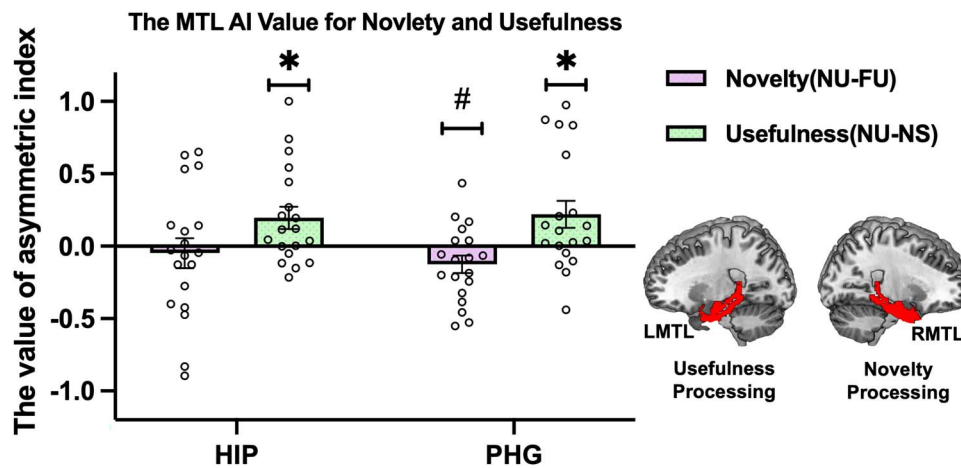 The MTL AI Value for Novlety and Usefulness
The value of asymmetric index
1.0
0.5
0.0
-0.5
-1.0
*
#
*
HIP
PHG
Novelty(NU-FU)
Usefulness(NU-NS)
LMTL
RMTL
Usefulness
Processing
Novelty
Processing